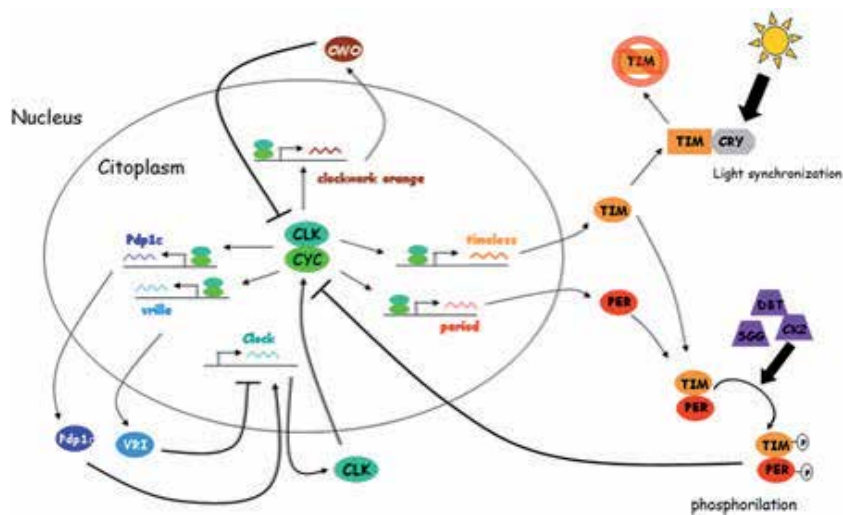 CWO
TIM
Nucleus
TIM
CRY
Citoplasm
clockwork orange
Light synchronization
TIM
Pdp1ε
CLK
timeless
CYC
vrille
PER
period
DBT
SGG
CK2
Clock
TIM
PER
Pdp1ε
VRI
TIM
P
CLK
PER
P
phosphorilation